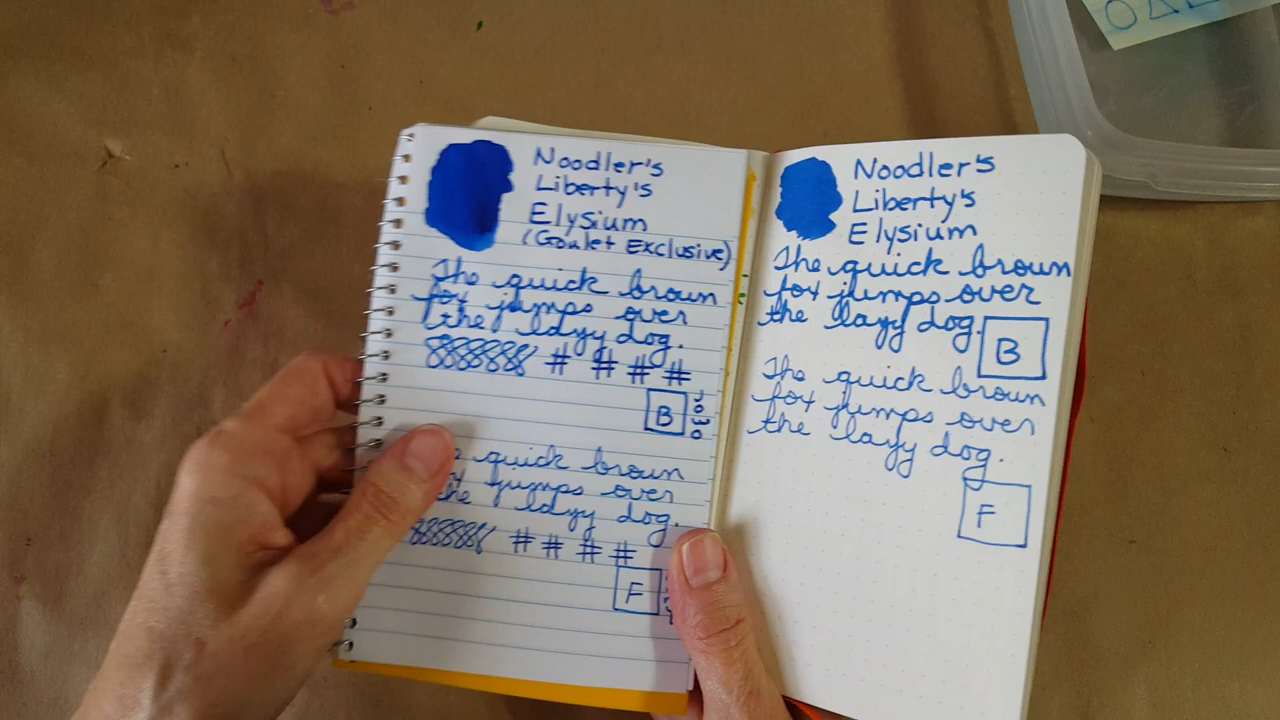 Noodler's
Liberty's
Elysium
(Goulet Exclusive)
The quick brown
fox jumps over
the lazy dog.
# # # #
B
JOWO
quick brown
jumps over
the lazy dog.
# # # #
F
Noodler's
Liberty's
Elysium
The quick brown
fox jumps over
the lazy dog.
B
The quick brown
fox jumps over
the lazy dog.
F